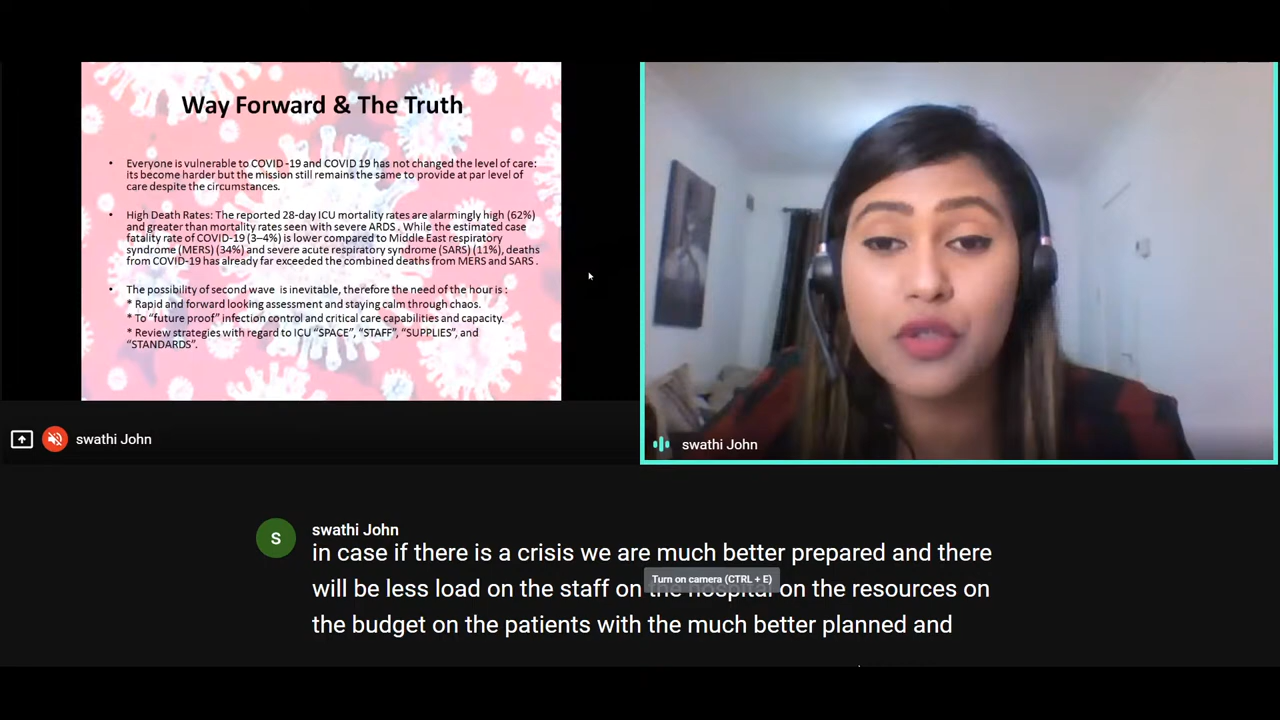 Way Forward & The Truth
• Everyone is vulnerable to COVID -19 and COVID 19 has not changed the level of care:
its become harder but the mission still remains the same to provide at par level of
care despite the circumstances.
• High Death Rates: The reported 28-day ICU mortality rates are alarmingly high (62%)
and greater than mortality rates seen with severe ARDS . While the estimated case
fatality rate of COVID-19 (3–4%) is lower compared to Middle East respiratory
syndrome (MERS) (34%) and severe acute respiratory syndrome (SARS) (11%), deaths
from COVID-19 has already far exceeded the combined deaths from MERS and SARS .
• The possibility of second wave is inevitable, therefore the need of the hour is :
* Rapid and forward looking assessment and staying calm through chaos.
* To “future proof” infection control and critical care capabilities and capacity.
* Review strategies with regard to ICU “SPACE”, “STAFF”, “SUPPLIES”, and
“STANDARDS”.
swathi John
swathi John
S
swathi John
in case if there is a crisis we are much better prepared and there
Turn on camera (CTRL + E)
will be less load on the staff on the hospital on the resources on
the budget on the patients with the much better planned and